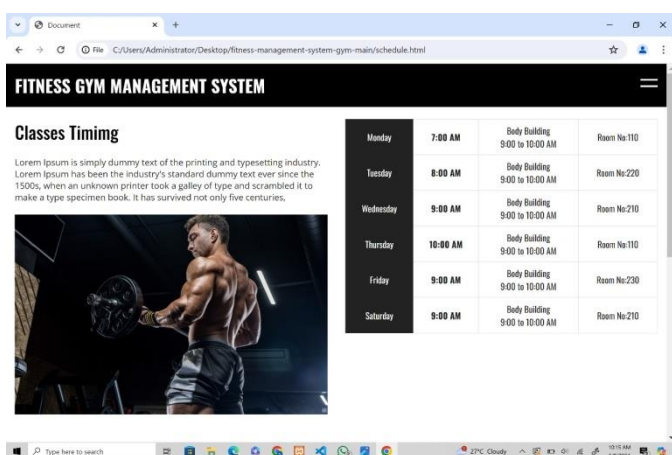 Document
File C:/Users/Administrator/Desktop/fitness-management-system-gym-main/schedule.html
FITNESS GYM MANAGEMENT SYSTEM
Classes Timimg
Lorem Ipsum is simply dummy text of the printing and typesetting industry.
Lorem Ipsum has been the industry's standard dummy text ever since the
1500s, when an unknown printer took a galley of type and scrambled it to
make a type specimen book. It has survived not only five centuries,
Monday 7:00 AM Body Building 9:00 to 10:00 AM Room No:110
Tuesday 8:00 AM Body Building 9:00 to 10:00 AM Room No:220
Wednesday 9:00 AM Body Building 9:00 to 10:00 AM Room No:210
Thursday 10:00 AM Body Building 9:00 to 10:00 AM Room No:110
Friday 9:00 AM Body Building 9:00 to 10:00 AM Room No:230
Saturday 9:00 AM Body Building 9:00 to 10:00 AM Room No:210
Type here to search
27°C Cloudy
10:15 AM